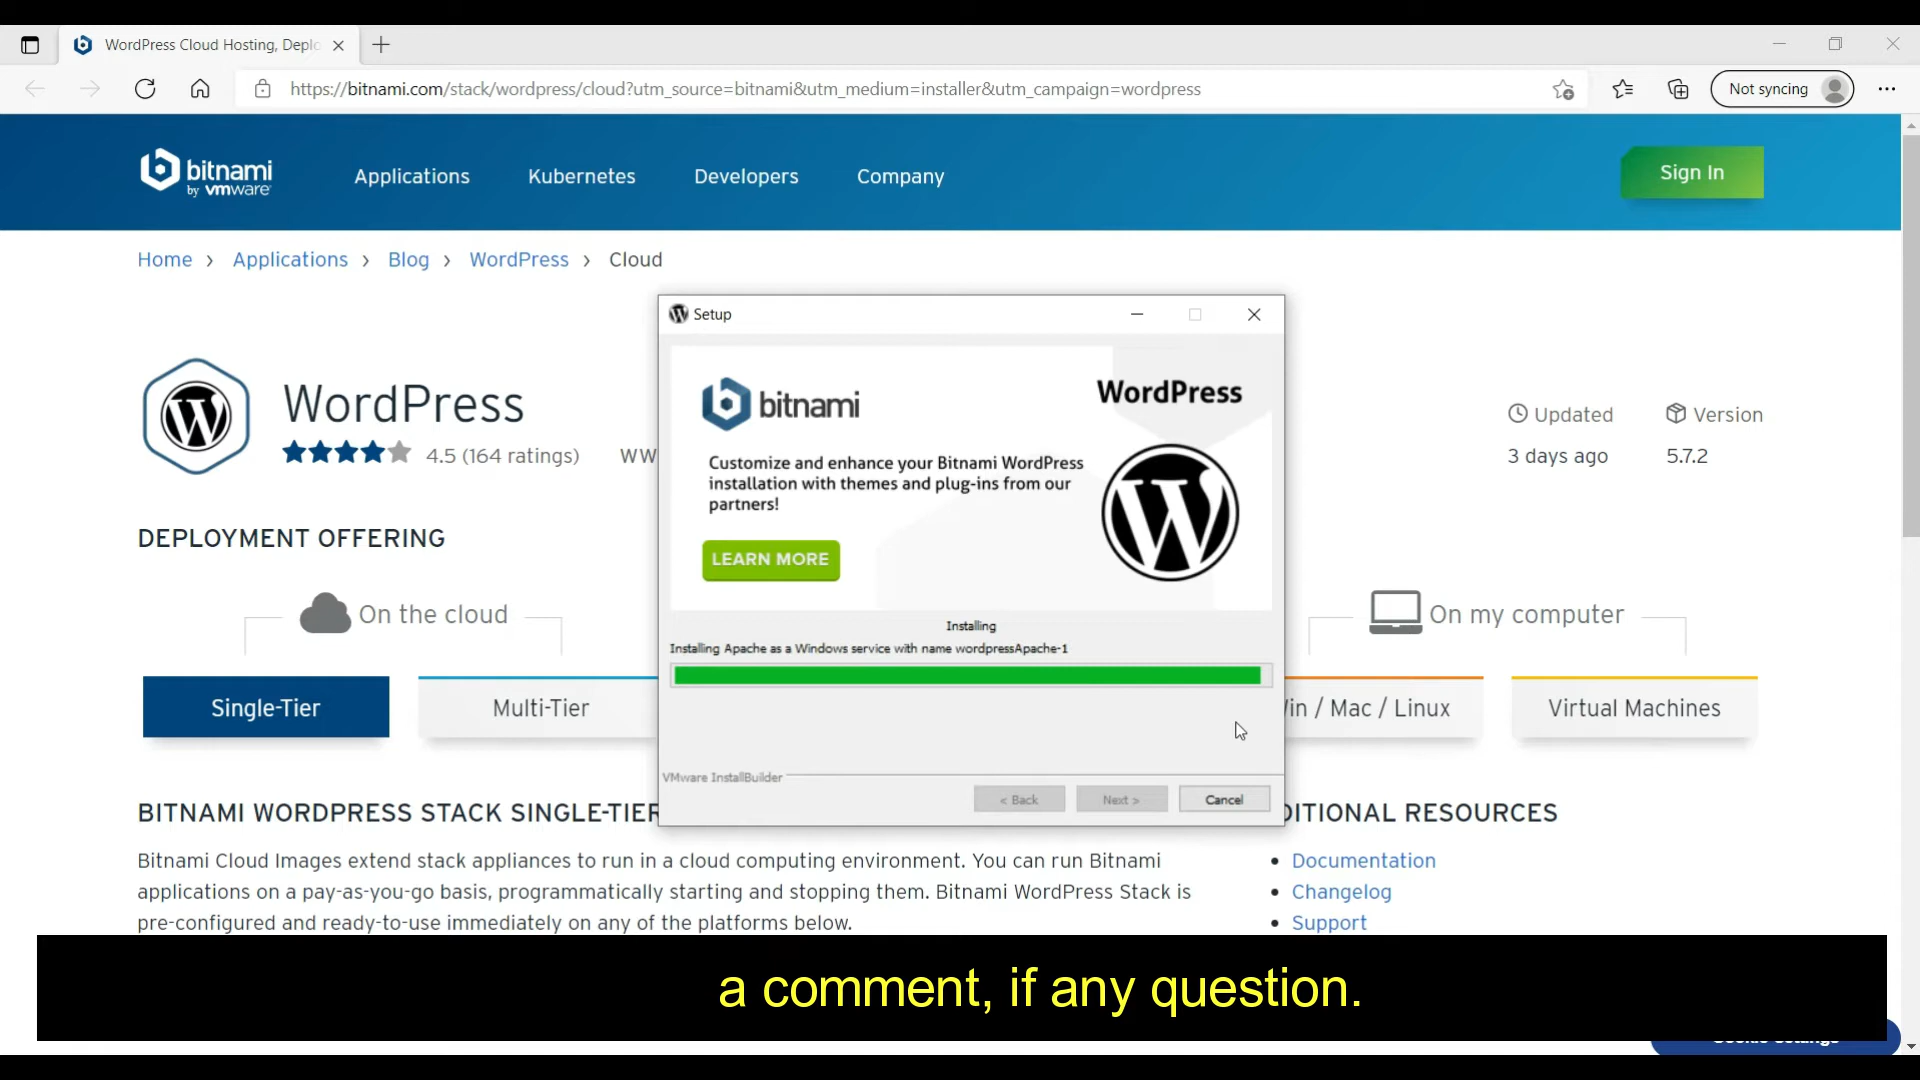 WordPress Cloud Hosting, Deplo
https://bitnami.com/stack/wordpress/cloud?utm_source=bitnami&utm_medium=installer&utm_campaign=wordpress
Not syncing
bitnami
by vmware
Applications
Kubernetes
Developers
Company
Sign In
Home › Applications › Blog › WordPress › Cloud
Setup
bitnami
WordPress
Customize and enhance your Bitnami WordPress
installation with themes and plug-ins from our
partners!
LEARN MORE
Installing
Installing Apache as a Windows service with name wordpressApache-1
VMware InstallBuilder
< Back
Next >
Cancel
WordPress
4.5 (164 ratings)
WW
Updated
3 days ago
Version
5.7.2
DEPLOYMENT OFFERING
On the cloud
On my computer
Single-Tier
Multi-Tier
in / Mac / Linux
Virtual Machines
BITNAMI WORDPRESS STACK SINGLE-TIER
Bitnami Cloud Images extend stack appliances to run in a cloud computing environment. You can run Bitnami
applications on a pay-as-you-go basis, programmatically starting and stopping them. Bitnami WordPress Stack is
pre-configured and ready-to-use immediately on any of the platforms below.
DITIONAL RESOURCES
• Documentation
• Changelog
• Support
a comment, if any question.